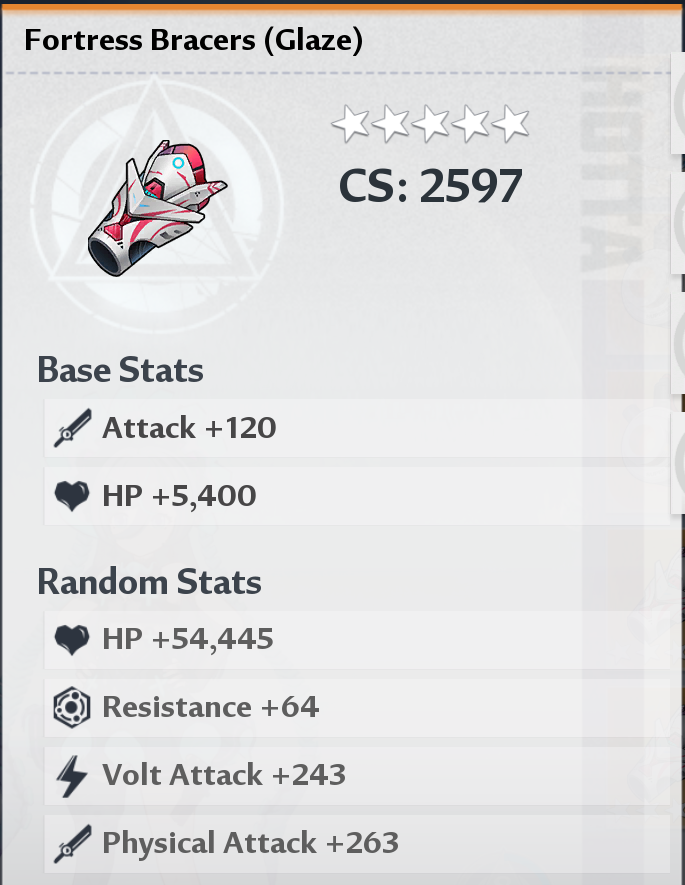 Fortress Bracers (Glaze)
CS: 2597
Base Stats
Attack +120
HP +5,400
Random Stats
HP +54,445
Resistance +64
Volt Attack +243
Physical Attack +263